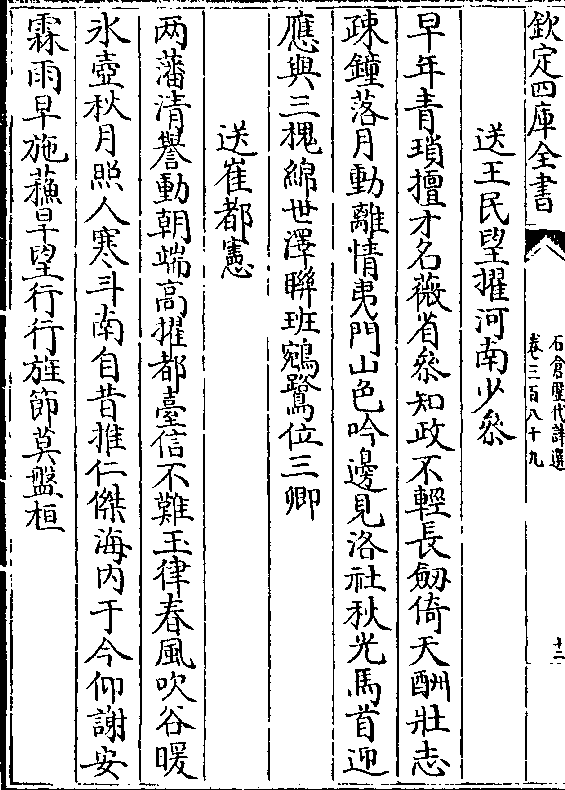 欽定四庫全書
石倉歷代詩選
卷三百八十九
十二
送王民望擢河南少叅
早年青瑣擅才名薇省叅知政不輕長劔倚天酬壯志
疎鐘落月動離情夷門山色吟邊見洛社秋光馬首迎
應與三槐綿世澤聨班鵷鷺位三卿
送崔都憲
两藩清譽動朝端高擢都臺信不難玉律春風吹谷暖
氷壺秋月照人寒斗南自昔推仁傑海内于今仰謝安
霖雨早施蘓旱望行行旌節莫盤桓